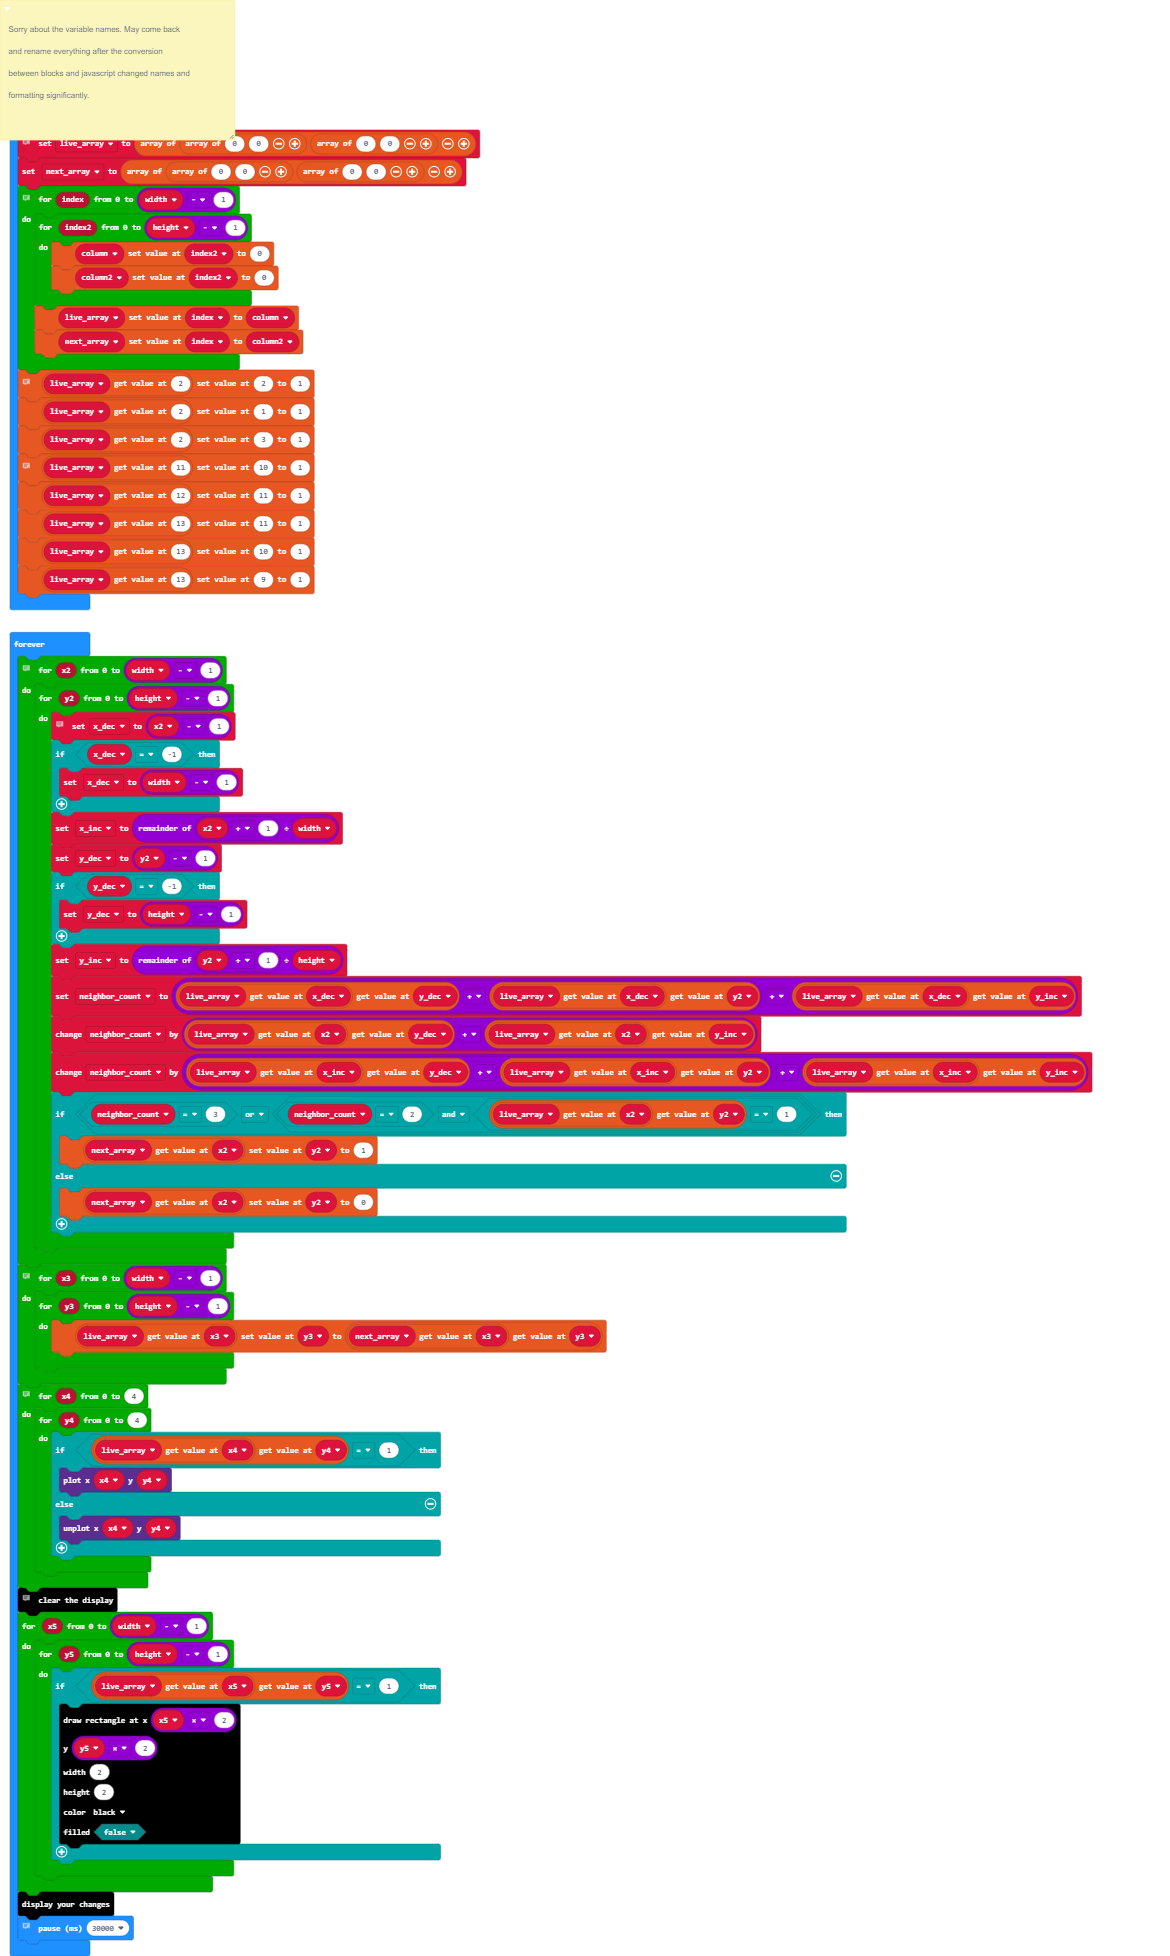 Sorry about the variable names. May come back
and rename everything after the conversion
between blocks and javascript changed names and
formatting significantly.
set live_array to array of array of 0 0 array of 0 0
set next_array to array of array of 0 0 array of 0 0
for index from 0 to width - 1
do
for index2 from 0 to height - 1
do
column set value at index2 to 0
column2 set value at index2 to 0
live_array set value at index to column
next_array set value at index to column2
live_array get value at 2 set value at 2 to 1
live_array get value at 2 set value at 1 to 1
live_array get value at 2 set value at 3 to 1
live_array get value at 11 set value at 10 to 1
live_array get value at 12 set value at 11 to 1
live_array get value at 13 set value at 11 to 1
live_array get value at 13 set value at 10 to 1
live_array get value at 13 set value at 9 to 1
forever
for x2 from 0 to width - 1
do
for y2 from 0 to height - 1
do
set x_dec to x2 - 1
if x_dec = -1 then
set x_dec to width - 1
set x_inc to remainder of x2 + 1 ÷ width
set y_dec to y2 - 1
if y_dec = -1 then
set y_dec to height - 1
set y_inc to remainder of y2 + 1 ÷ height
set neighbor_count to live_array get value at x_dec get value at y_dec + live_array get value at x_dec get value at y2 + live_array get value at x_dec get value at y_inc
change neighbor_count by live_array get value at x2 get value at y_dec + live_array get value at x2 get value at y_inc
change neighbor_count by live_array get value at x_inc get value at y_dec + live_array get value at x_inc get value at y2 + live_array get value at x_inc get value at y_inc
if neighbor_count = 3 or neighbor_count = 2 and live_array get value at x2 get value at y2 = 1 then
next_array get value at x2 set value at y2 to 1
else
next_array get value at x2 set value at y2 to 0
for x3 from 0 to width - 1
do
for y3 from 0 to height - 1
do
live_array get value at x3 set value at y3 to next_array get value at x3 get value at y3
for x4 from 0 to 4
do
for y4 from 0 to 4
do
if live_array get value at x4 get value at y4 = 1 then
plot x x4 y y4
else
unplot x x4 y y4
clear the display
for x5 from 0 to width - 1
do
for y5 from 0 to height - 1
do
if live_array get value at x5 get value at y5 = 1 then
draw rectangle at x x5 × 2
y y5 × 2
width 2
height 2
color black
filled false
display your changes
pause (ms) 30000